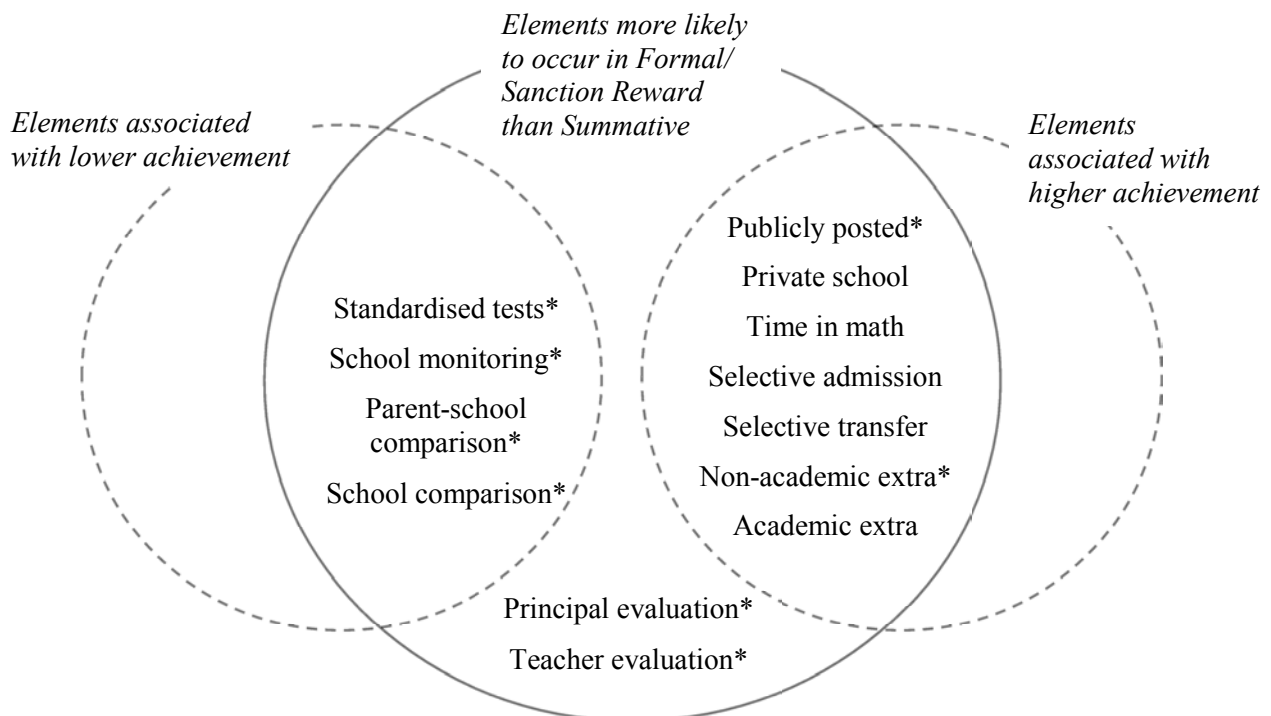 Elements more likely
to occur in Formal/
Sanction Reward
than Summative
Elements associated
with lower achievement
Elements
associated with
higher achievement
Standardised tests*
School monitoring*
Parent-school
comparison*
School comparison*
Publicly posted*
Private school
Time in math
Selective admission
Selective transfer
Non-academic extra*
Academic extra
Principal evaluation*
Teacher evaluation*